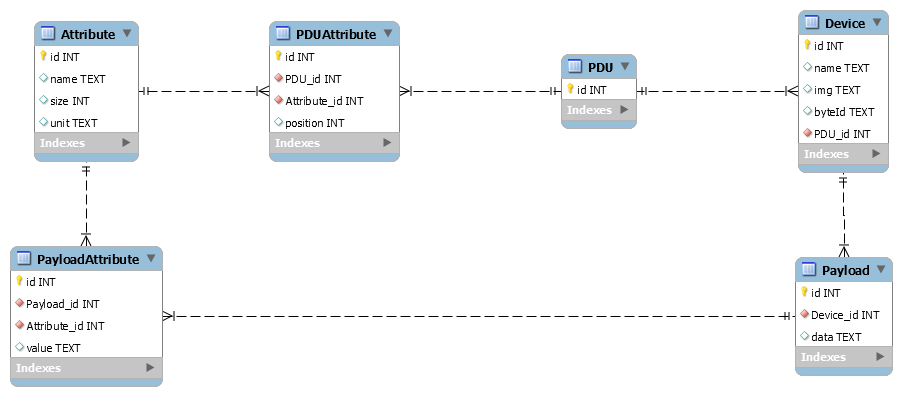 Attribute
id INT
name TEXT
size INT
unit TEXT
Indexes
PDUAttribute
id INT
PDU_id INT
Attribute_id INT
position INT
Indexes
PDU
id INT
Indexes
Device
id INT
name TEXT
img TEXT
byteId TEXT
PDU_id INT
Indexes
PayloadAttribute
id INT
Payload_id INT
Attribute_id INT
value TEXT
Indexes
Payload
id INT
Device_id INT
data TEXT
Indexes